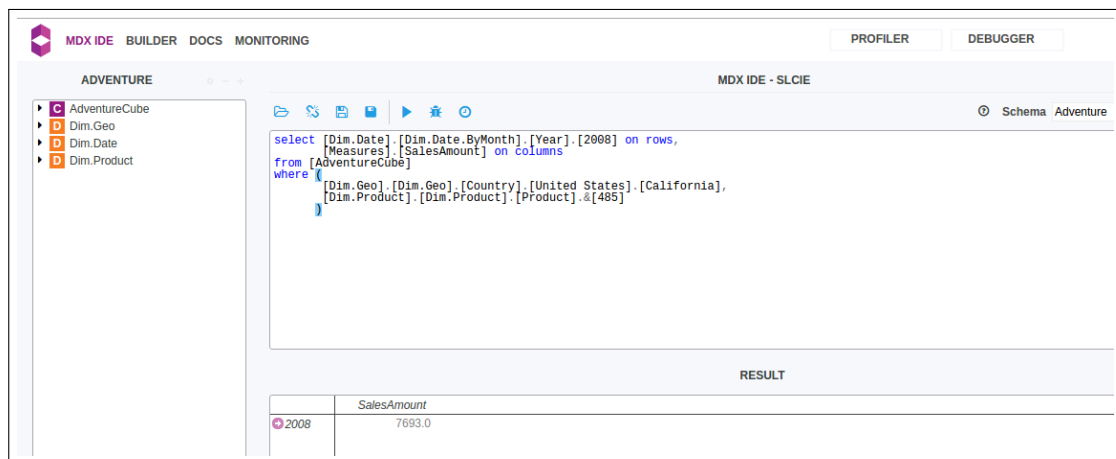 MDX IDE BUILDER DOCS MONITORING PROFILER DEBUGGER
ADVENTURE
MDX IDE - SLCIE
C AdventureCube
D Dim.Geo
D Dim.Date
D Dim.Product
Schema Adventure
select [Dim.Date].[Dim.Date.ByMonth].[Year].[2008] on rows,
[Measures].[SalesAmount] on columns
from [AdventureCube]
where (
[Dim.Geo].[Dim.Geo].[Country].[United States].[California],
[Dim.Product].[Dim.Product].[Product].&[485]
)
RESULT
SalesAmount
2008 7693.0